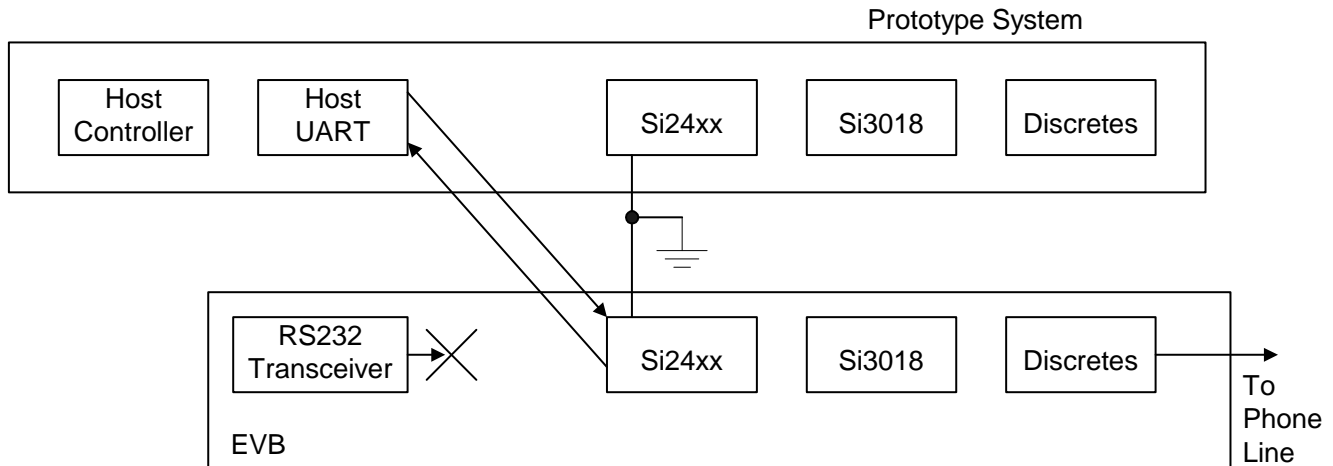 Prototype System
Host
Controller
Host
UART
Si24xx
Si3018
Discretes
RS232
Transceiver
Si24xx
Si3018
Discretes
EVB
To
Phone
Line